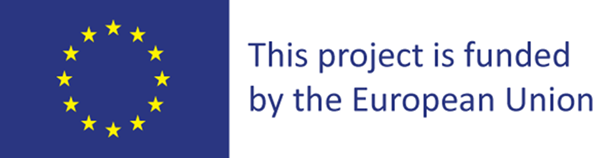 This project is funded
by the European Union